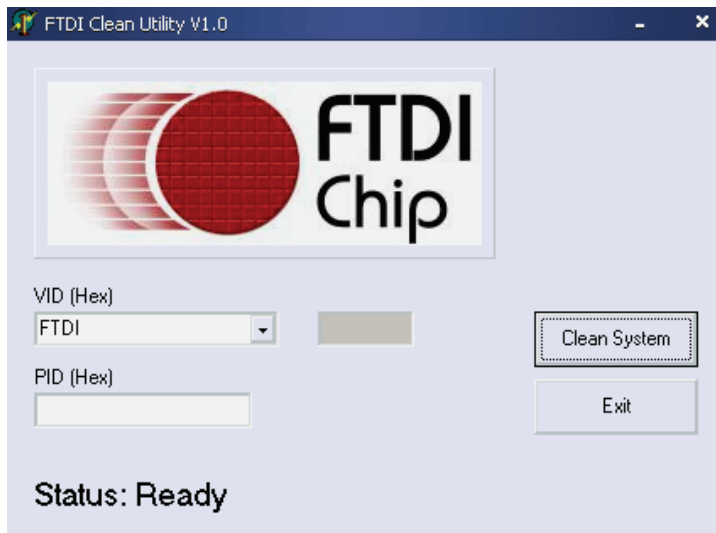 FTDI Clean Utility V1.0
FTDI
Chip
VID (Hex)
FTDI
Clean System
PID (Hex)
Exit
Status: Ready